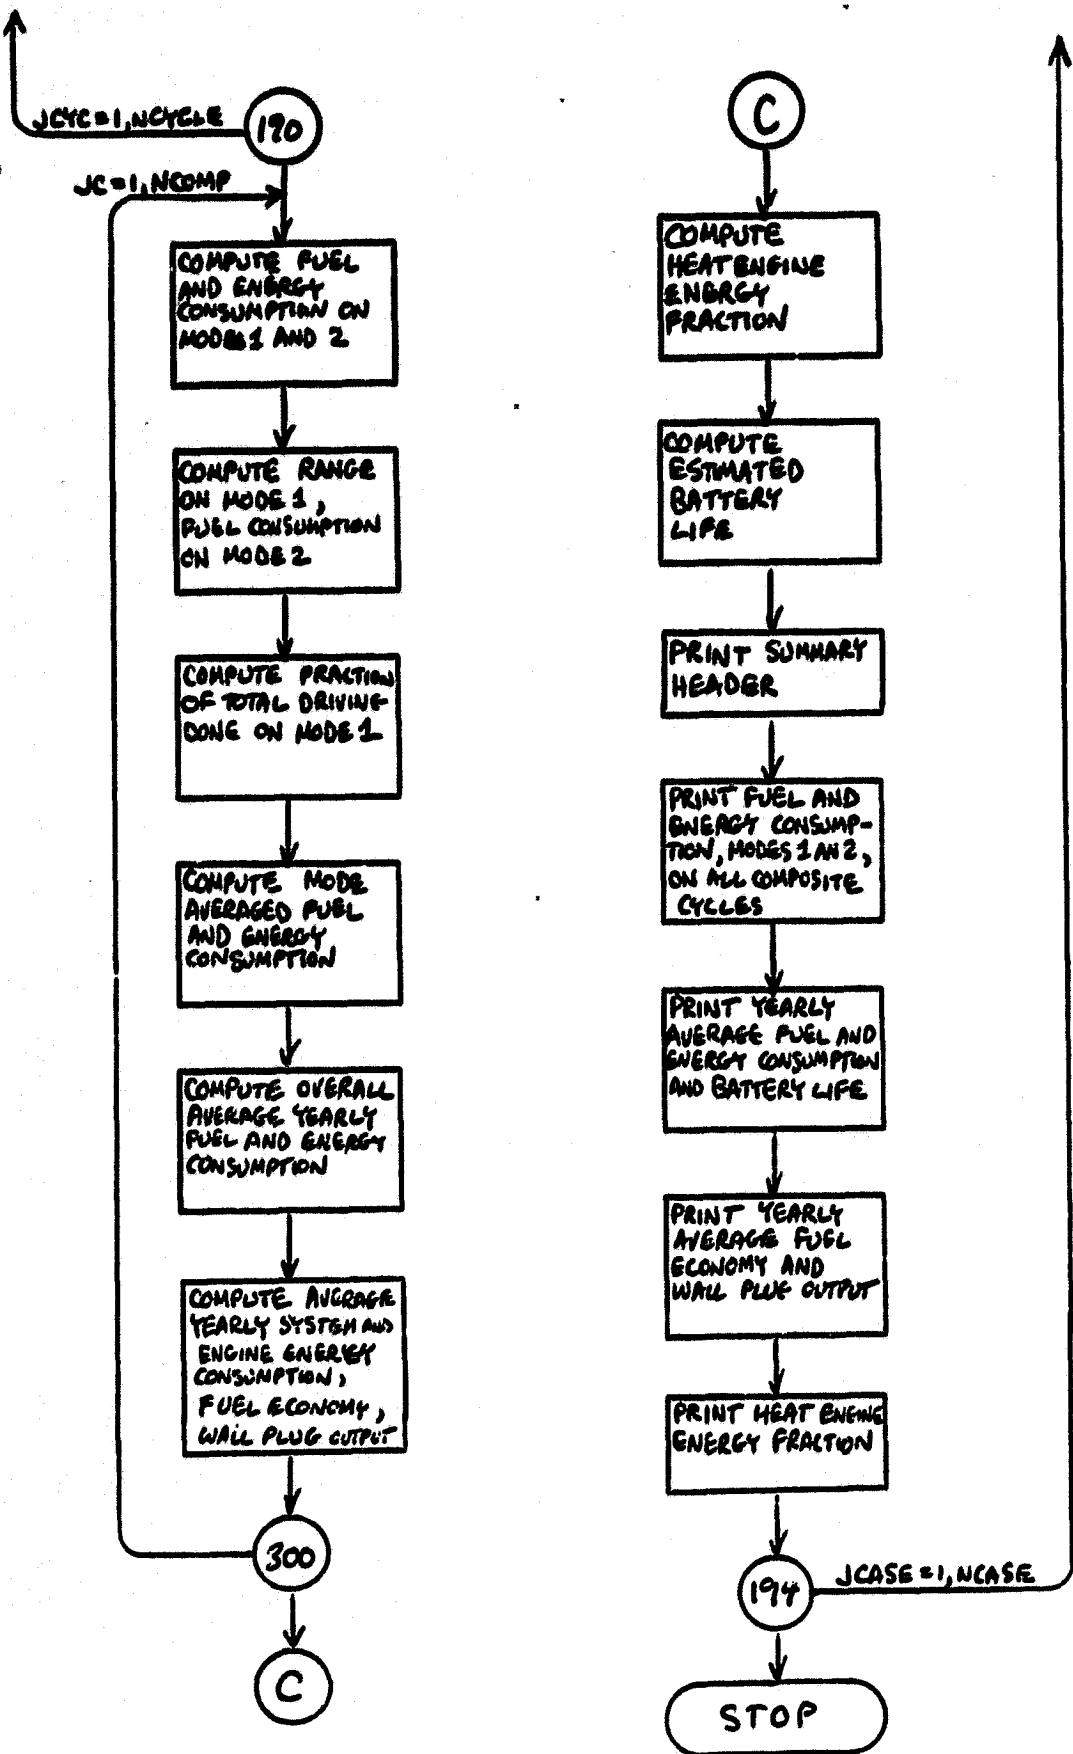 JCYC=1,NCYCLE
190
JC=1,NCOMP
COMPUTE FUEL
AND ENERGY
CONSUMPTION ON
MODES 1 AND 2
COMPUTE RANGE
ON MODE 1,
FUEL CONSUMPTION
ON MODE 2
COMPUTE FRACTION
OF TOTAL DRIVING
DONE ON MODE 1
COMPUTE MODE
AVERAGED FUEL
AND ENERGY
CONSUMPTION
COMPUTE OVERALL
AVERAGE YEARLY
FUEL AND ENERGY
CONSUMPTION
COMPUTE AVERAGE
YEARLY SYSTEM AND
ENGINE ENERGY
CONSUMPTION,
FUEL ECONOMY,
WALL PLUG OUTPUT
300
C
C
COMPUTE
HEAT ENGINE
ENERGY
FRACTION
COMPUTE
ESTIMATED
BATTERY
LIFE
PRINT SUMMARY
HEADER
PRINT FUEL AND
ENERGY CONSUMP-
TION, MODES 1 AN 2,
ON ALL COMPOSITE
CYCLES
PRINT YEARLY
AVERAGE FUEL AND
ENERGY CONSUMPTION
AND BATTERY LIFE
PRINT YEARLY
AVERAGE FUEL
ECONOMY AND
WALL PLUG OUTPUT
PRINT HEAT ENGINE
ENERGY FRACTION
194
JCASE=1,NCASE
STOP